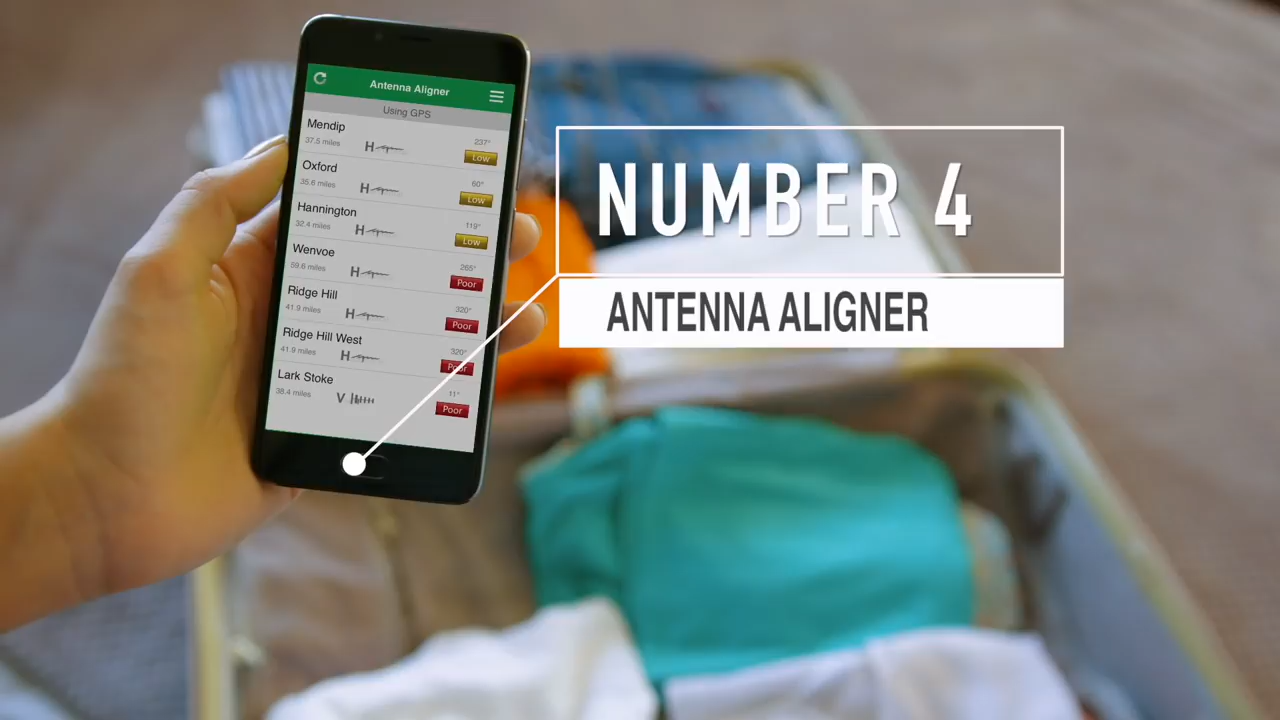 Antenna Aligner
Using GPS
Mendip
37.5 miles
H
237°
Low
Oxford
35.6 miles
H
60°
Low
Hannington
32.4 miles
H
119°
Low
Wenvoe
59.6 miles
H
265°
Poor
Ridge Hill
41.9 miles
H
320°
Poor
Ridge Hill West
41.9 miles
H
320°
Poor
Lark Stoke
38.4 miles
V
11°
Poor
NUMBER 4
ANTENNA ALIGNER